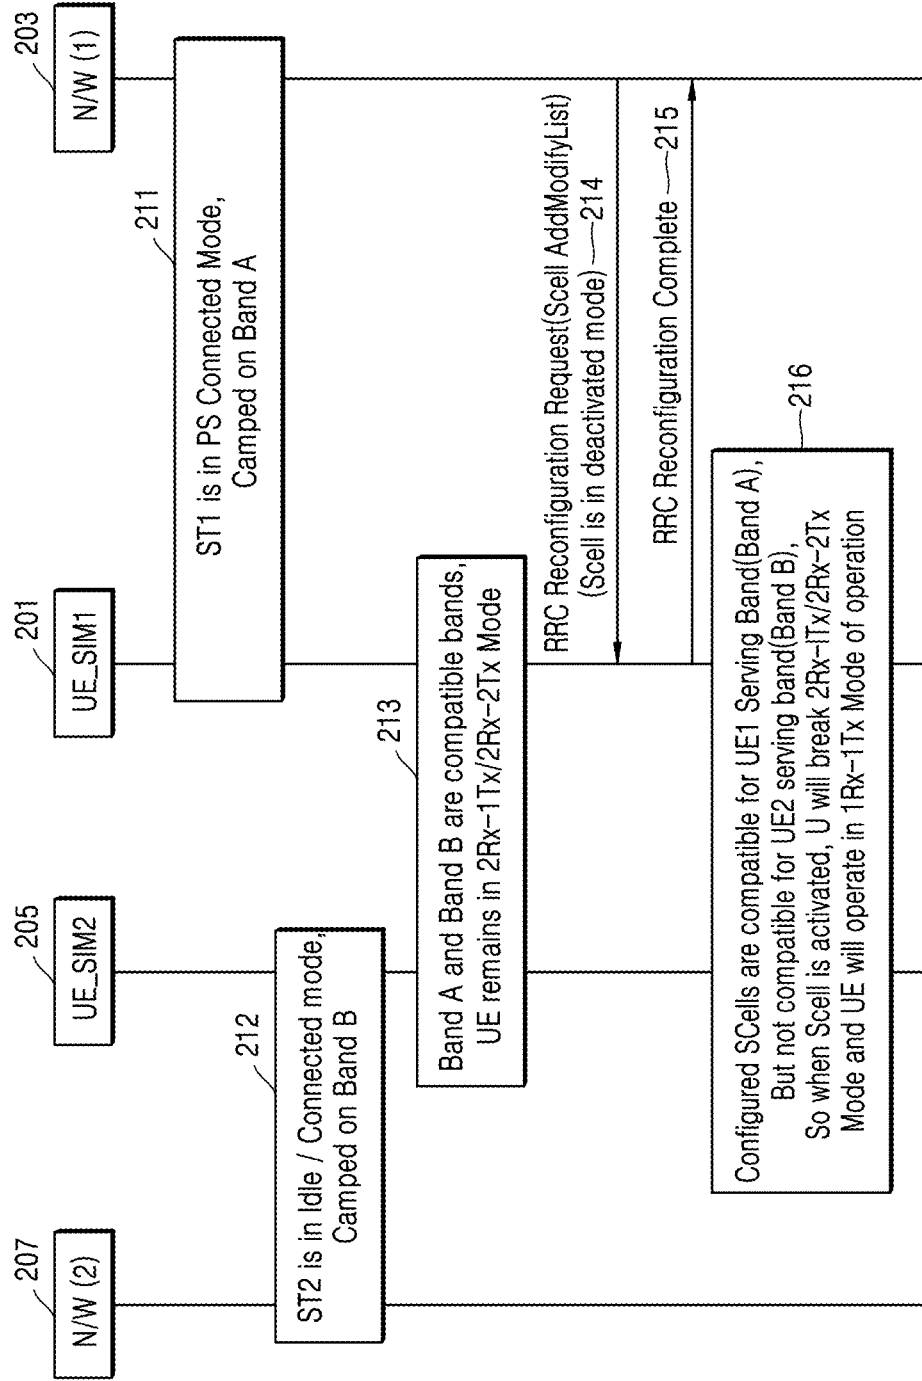 207
N/W (2)
205
UE_SIM2
201
UE_SIM1
203
N/W (1)
211
ST1 is in PS Connected Mode,
Camped on Band A
212
ST2 is in Idle / Connected mode,
Camped on Band B
213
Band A and Band B are compatible bands,
UE remains in 2Rx-1Tx/2Rx-2Tx Mode
RRC Reconfiguration Request(Scell AddModifyList)
(Scell is in deactivated mode) 214
RRC Reconfiguration Complete 215
216
Configured SCells are compatible for UE1 Serving Band(Band A),
But not compatible for UE2 serving band(Band B),
So when Scell is activated, U will break 2Rx-ITx/2Rx-2Tx
Mode and UE will operate in 1Rx-1Tx Mode of operation